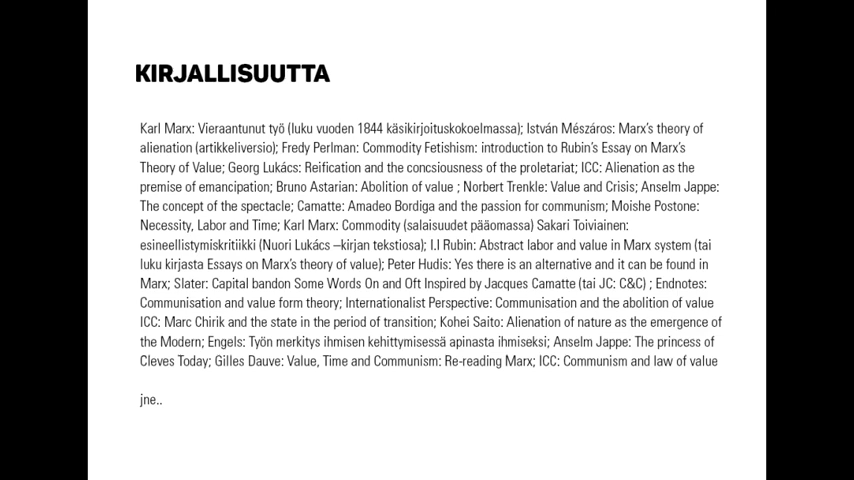 KIRJALLISUUTTA
Karl Marx: Vieraantunut työ (luku vuoden 1844 käsikirjoituskokoelmassa); István Mészáros: Marx's theory of
alienation (artikkeliversio); Fredy Perlman: Commodity Fetishism: introduction to Rubin's Essay on Marx's
Theory of Value; Georg Lukács: Reification and the concsiousness of the proletariat; ICC: Alienation as the
premise of emancipation; Bruno Astarian: Abolition of value ; Norbert Trenkle: Value and Crisis; Anselm Jappe:
The concept of the spectacle; Camatte: Amadeo Bordiga and the passion for communism; Moishe Postone:
Necessity, Labor and Time; Karl Marx: Commodity (salaisuudet pääomassa) Sakari Toiviainen:
esineellistymiskritiikki (Nuori Lukács –kirjan tekstiosa); I.I Rubin: Abstract labor and value in Marx system (tai
luku kirjasta Essays on Marx's theory of value); Peter Hudis: Yes there is an alternative and it can be found in
Marx; Slater: Capital bandon Some Words On and Oft Inspired by Jacques Camatte (tai JC: C&C) ; Endnotes:
Communisation and value form theory; Internationalist Perspective: Communisation and the abolition of value
ICC: Marc Chirik and the state in the period of transition; Kohei Saito: Alienation of nature as the emergence of
the Modern; Engels: Työn merkitys ihmisen kehittymisessä apinasta ihmiseksi; Anselm Jappe: The princess of
Cleves Today; Gilles Dauve: Value, Time and Communism: Re-reading Marx; ICC: Communism and law of value
jne..